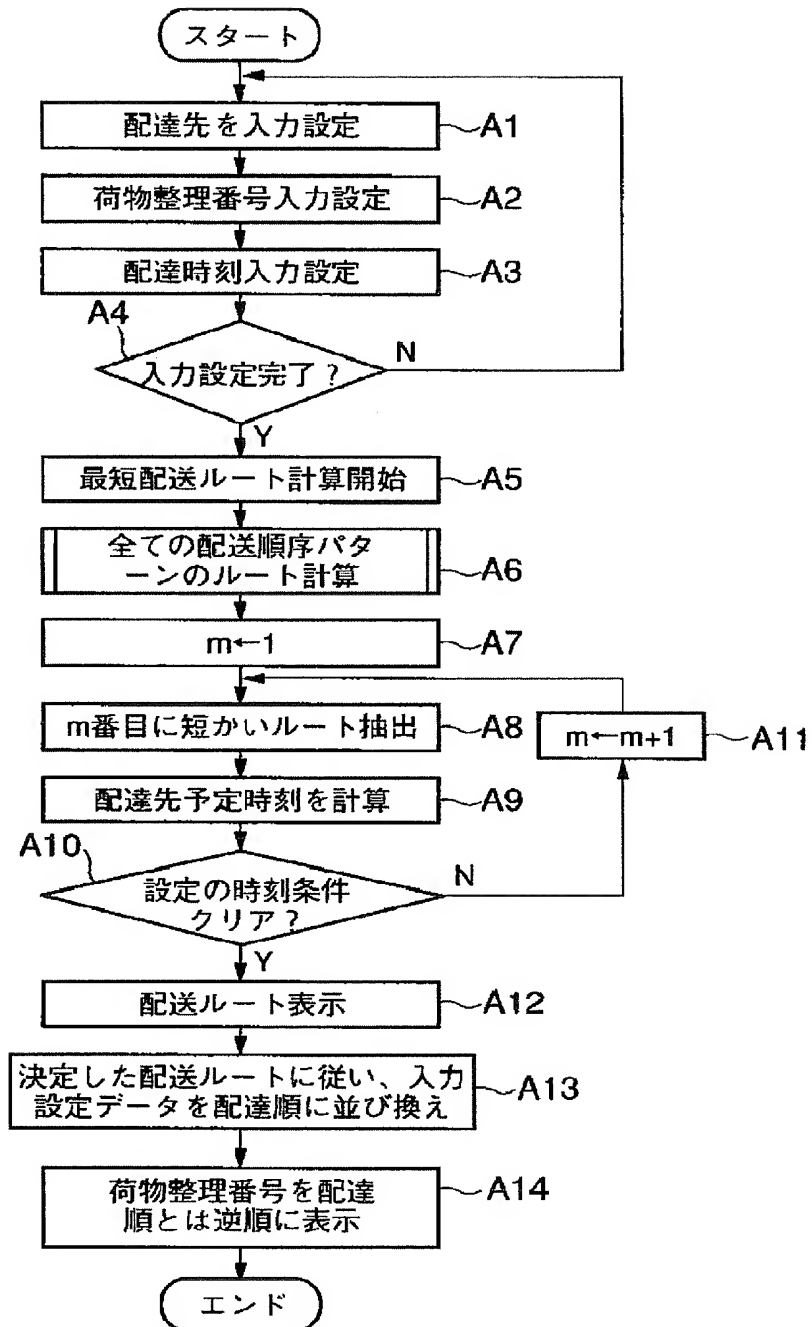 スタート
配達先を入力設定 A1
荷物整理番号入力設定 A2
配達時刻入力設定 A3
A4
入力設定完了?
N
Y
最短配送ルート計算開始 A5
全ての配送順序パタ
ーンのルート計算
A6
m←1 A7
m番目に短かいルート抽出 A8
m←m+1 A11
配達先予定時刻を計算 A9
A10
設定の時刻条件
クリア?
N
Y
配送ルート表示 A12
決定した配送ルートに従い、入力
設定データを配達順に並び換え
A13
荷物整理番号を配達
順とは逆順に表示
A14
エンド